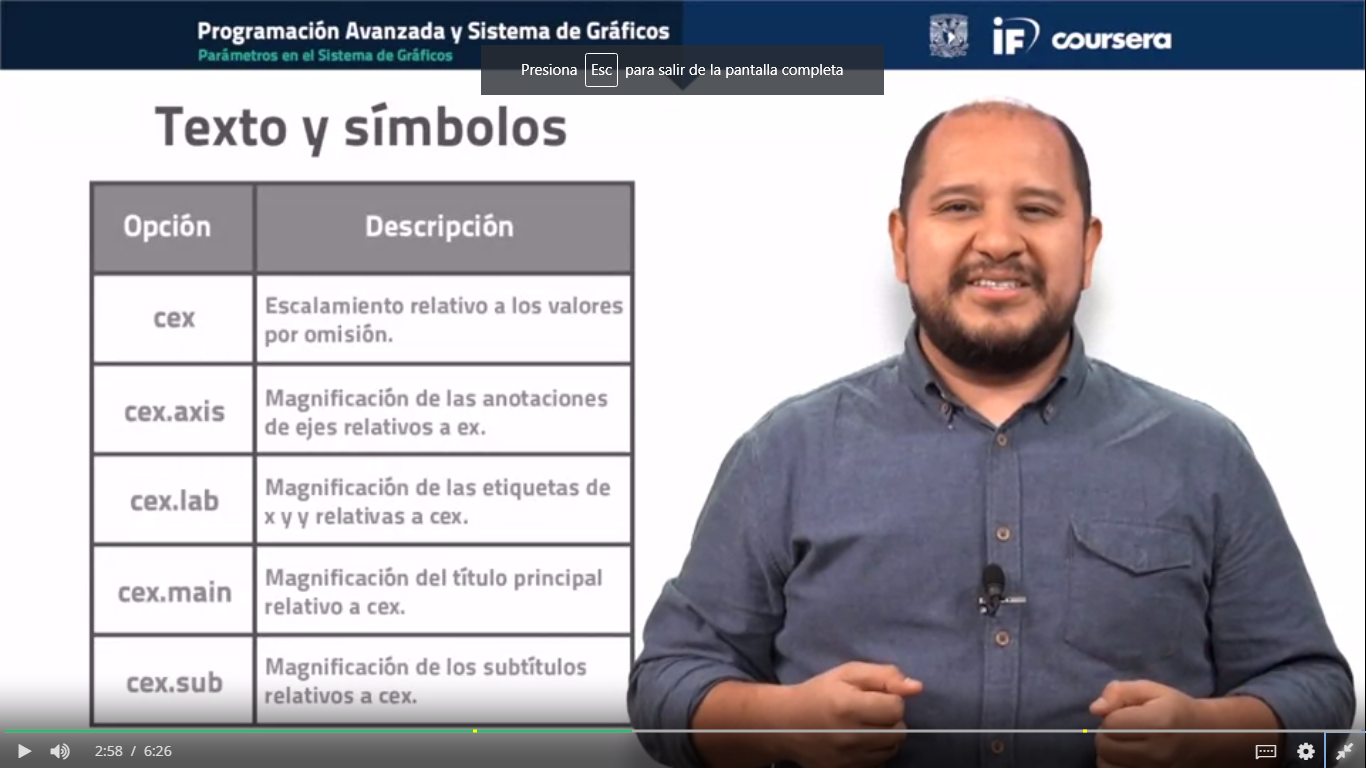 Programación Avanzada y Sistema de Gráficos
Parámetros en el Sistema de Gráficos
iF
coursera
Presiona Esc para salir de la pantalla completa
Texto y símbolos
Opción
Descripción
cex
Escalamiento relativo a los valores
por omisión.
cex.axis
Magnificación de las anotaciones
de ejes relativos a ex.
cex.lab
Magnificación de las etiquetas de
x y y relativas a cex.
cex.main
Magnificación del título principal
relativo a cex.
cex.sub
Magnificación de los subtítulos
relativos a cex.
2:58 / 6:26